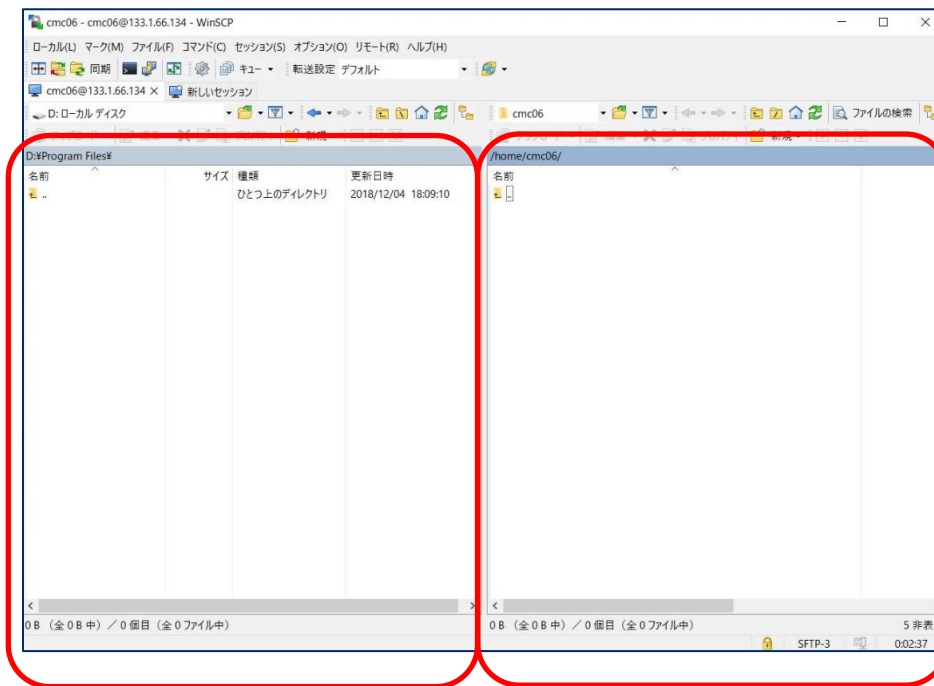 cmc06 - cmc06@133.1.66.134 - WinSCP
ローカル(L) マーク(M) ファイル(F) コマンド(C) セッション(S) オプション(O) リモート(R) ヘルプ(H)
同期 キュー 転送設定 デフォルト
cmc06@133.1.66.134 × 新しいセッション
D: ローカル ディスク cmc06 ファイルの検索
新規 新規
D:¥Program Files¥ /home/cmc06/
名前 サイズ 種類 更新日時 名前
.. ひとつ上のディレクトリ 2018/12/04 18:09:10 ..
0 B （全 0 B 中）／ 0 個目（全 0 ファイル中） 0 B （全 0 B 中）／ 0 個目（全 0 ファイル中） 5 非表
SFTP-3 0:02:37